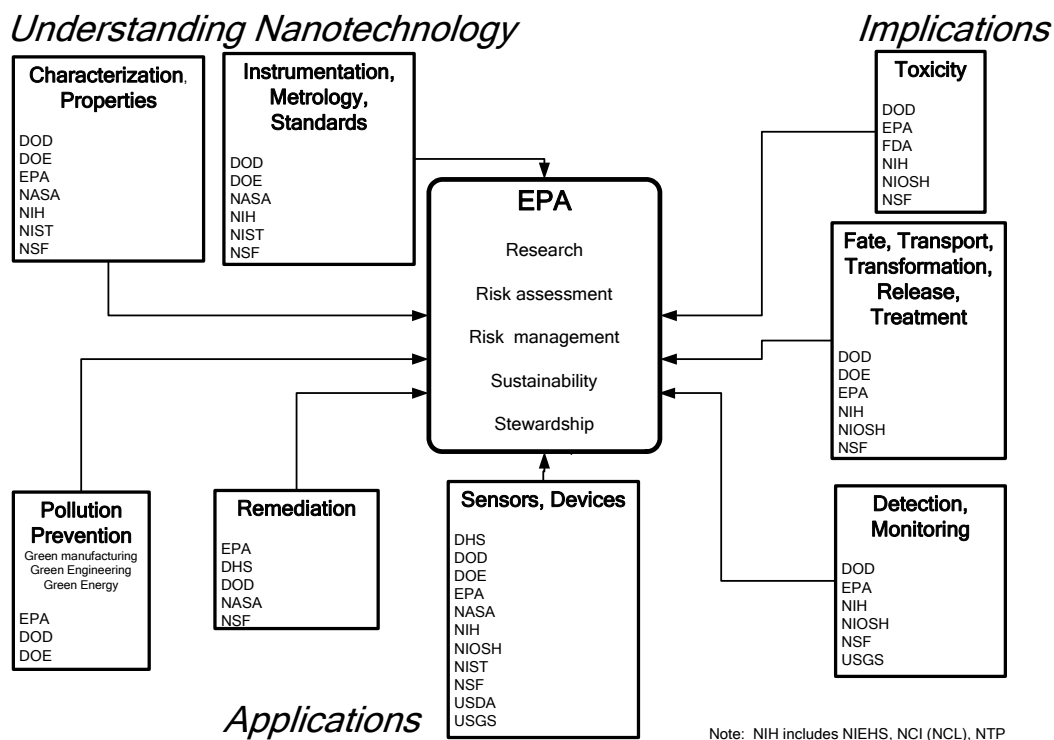 Understanding Nanotechnology
Implications
Characterization,
Properties
DOD
DOE
EPA
NASA
NIH
NIST
NSF
Instrumentation,
Metrology,
Standards
DOD
DOE
NASA
NIH
NIST
NSF
Toxicity
DOD
EPA
FDA
NIH
NIOSH
NSF
EPA
Research
Risk assessment
Risk management
Sustainability
Stewardship
Fate, Transport,
Transformation,
Release,
Treatment
DOD
DOE
EPA
NIH
NIOSH
NSF
Pollution
Prevention
Green manufacturing
Green Engineering
Green Energy
EPA
DOD
DOE
Remediation
EPA
DHS
DOD
NASA
NSF
Sensors, Devices
DHS
DOD
DOE
EPA
NASA
NIH
NIOSH
NIST
NSF
USDA
USGS
Detection,
Monitoring
DOD
EPA
NIH
NIOSH
NSF
USGS
Applications
Note: NIH includes NIEHS, NCI (NCL), NTP